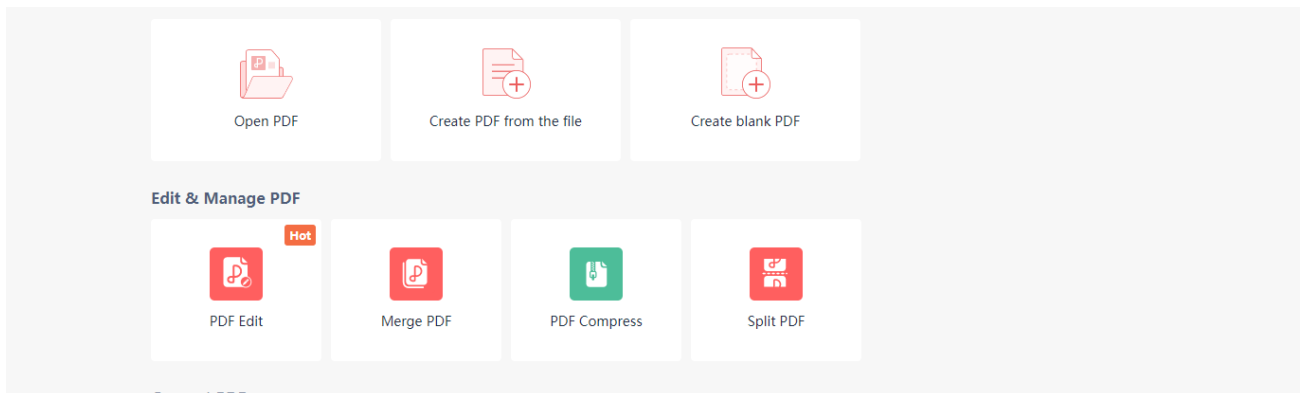 Open PDF
Create PDF from the file
Create blank PDF
Edit & Manage PDF
Hot
PDF Edit
Merge PDF
PDF Compress
Split PDF